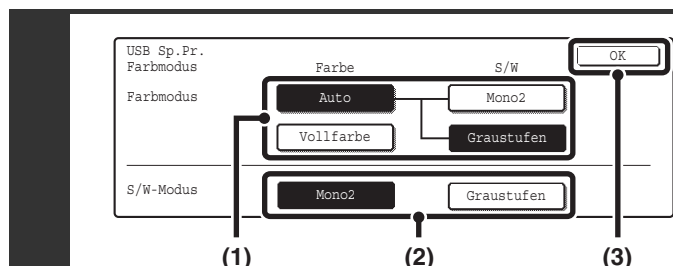 USB Sp.Pr.
Farbmodus
Farbe
S/W
OK
Farbmodus
Auto
Mono2
Vollfarbe
Graustufen
S/W-Modus
Mono2
Graustufen
(1)
(2)
(3)